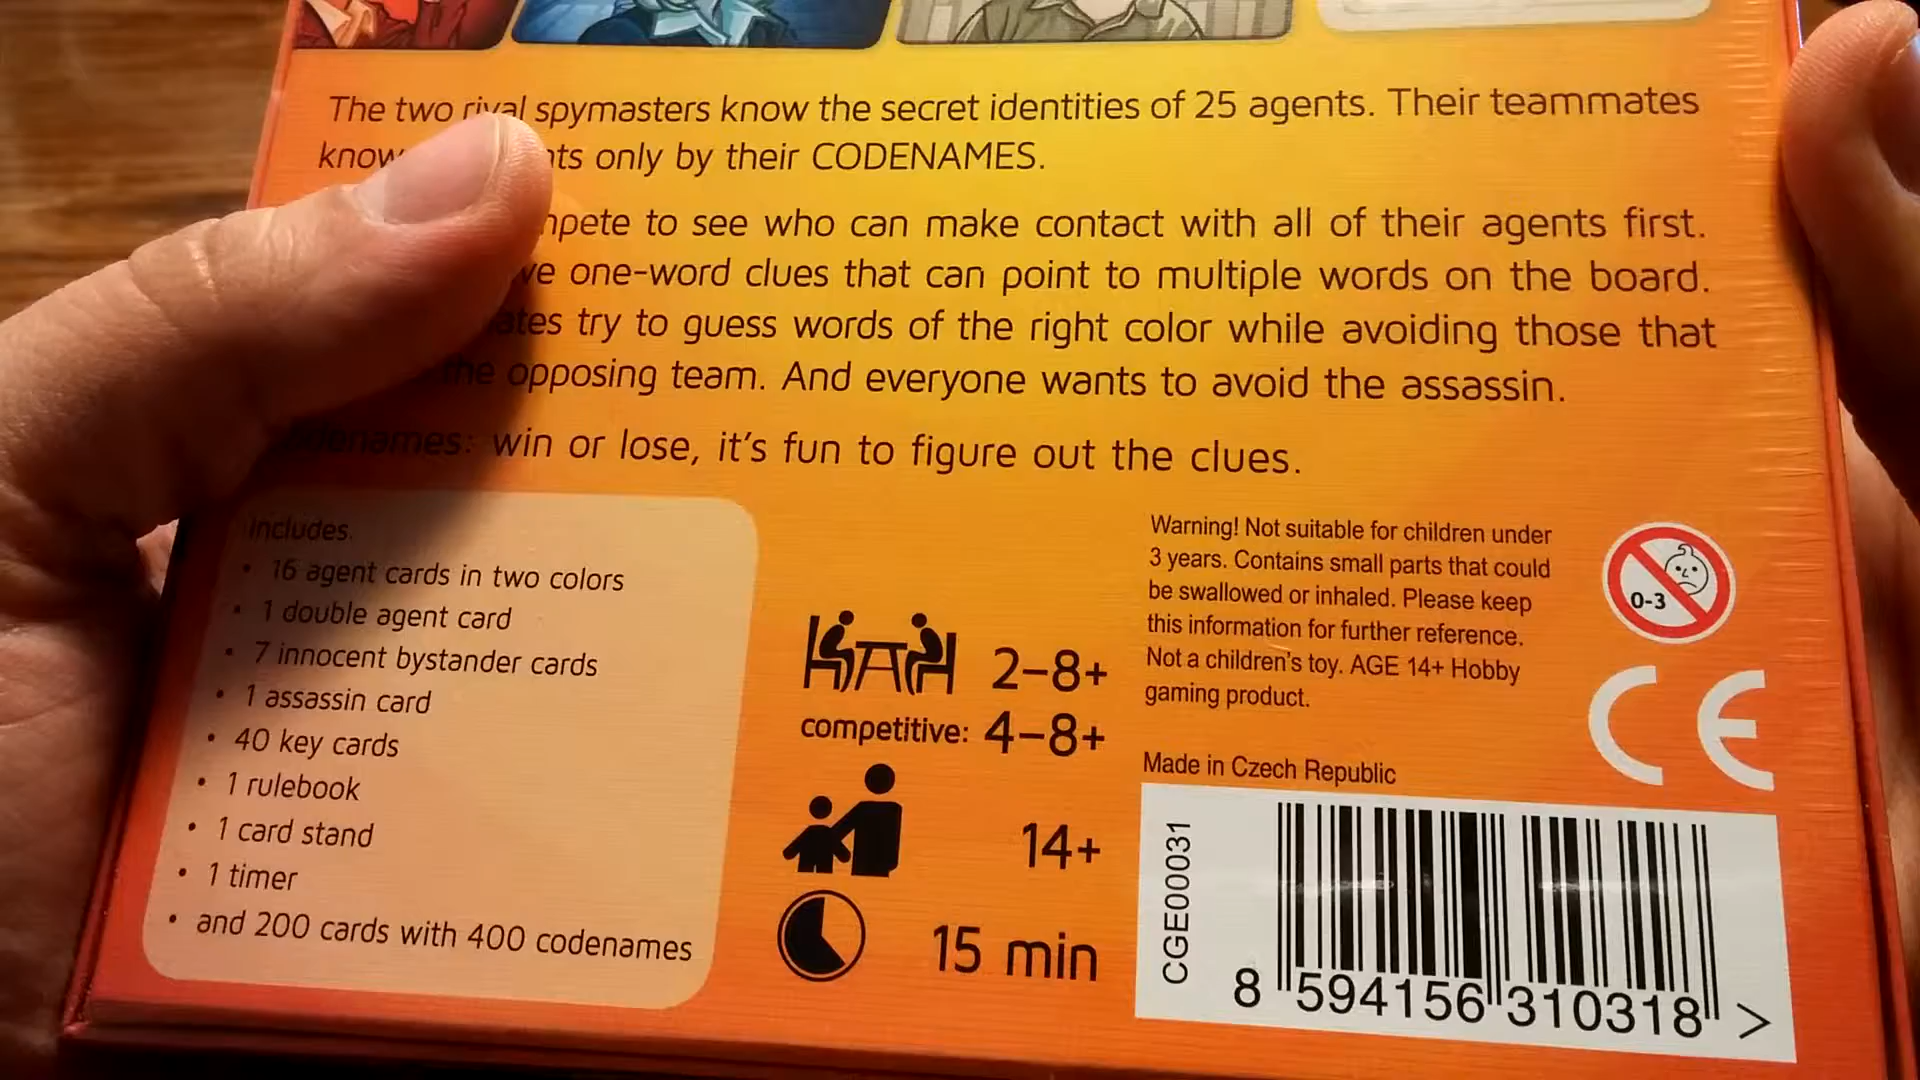 The two rival spymasters know the secret identities of 25 agents. Their teammates
know only by their CODENAMES.
to see who can make contact with all of their agents first.
one-word clues that can point to multiple words on the board.
try to guess words of the right color while avoiding those that
the opposing team. And everyone wants to avoid the assassin.
Codenames: win or lose, it's fun to figure out the clues.
Includes:
• 16 agent cards in two colors
• 1 double agent card
• 7 innocent bystander cards
• 1 assassin card
• 40 key cards
• 1 rulebook
• 1 card stand
• 1 timer
• and 200 cards with 400 codenames
2–8+
competitive: 4–8+
14+
15 min
Warning! Not suitable for children under
3 years. Contains small parts that could
be swallowed or inhaled. Please keep
this information for further reference.
Not a children's toy. AGE 14+ Hobby
gaming product.
0-3
CE
Made in Czech Republic
CGE00031
8 594156 310318 >